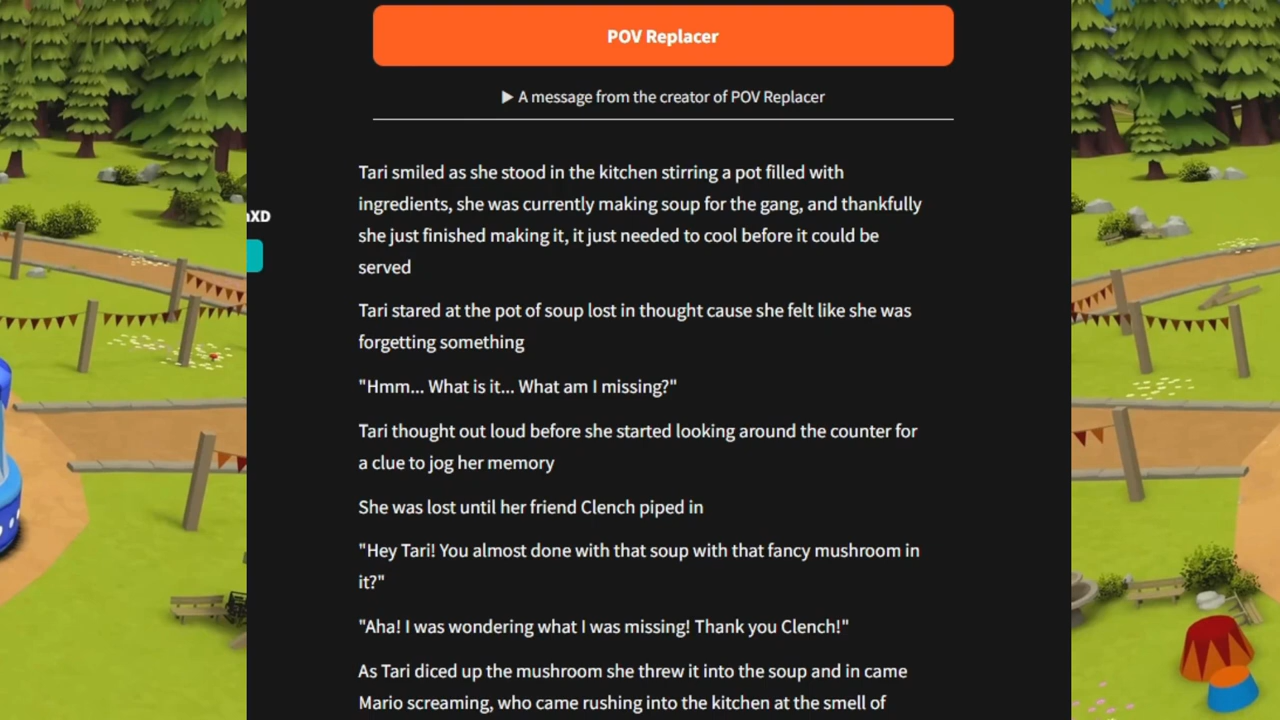 POV Replacer
▶ A message from the creator of POV Replacer
Tari smiled as she stood in the kitchen stirring a pot filled with
ingredients, she was currently making soup for the gang, and thankfully
XD
she just finished making it, it just needed to cool before it could be
served
Tari stared at the pot of soup lost in thought cause she felt like she was
forgetting something
"Hmm... What is it... What am I missing?"
Tari thought out loud before she started looking around the counter for
a clue to jog her memory
She was lost until her friend Clench piped in
"Hey Tari! You almost done with that soup with that fancy mushroom in
it?"
"Aha! I was wondering what I was missing! Thank you Clench!"
As Tari diced up the mushroom she threw it into the soup and in came
Mario screaming, who came rushing into the kitchen at the smell of